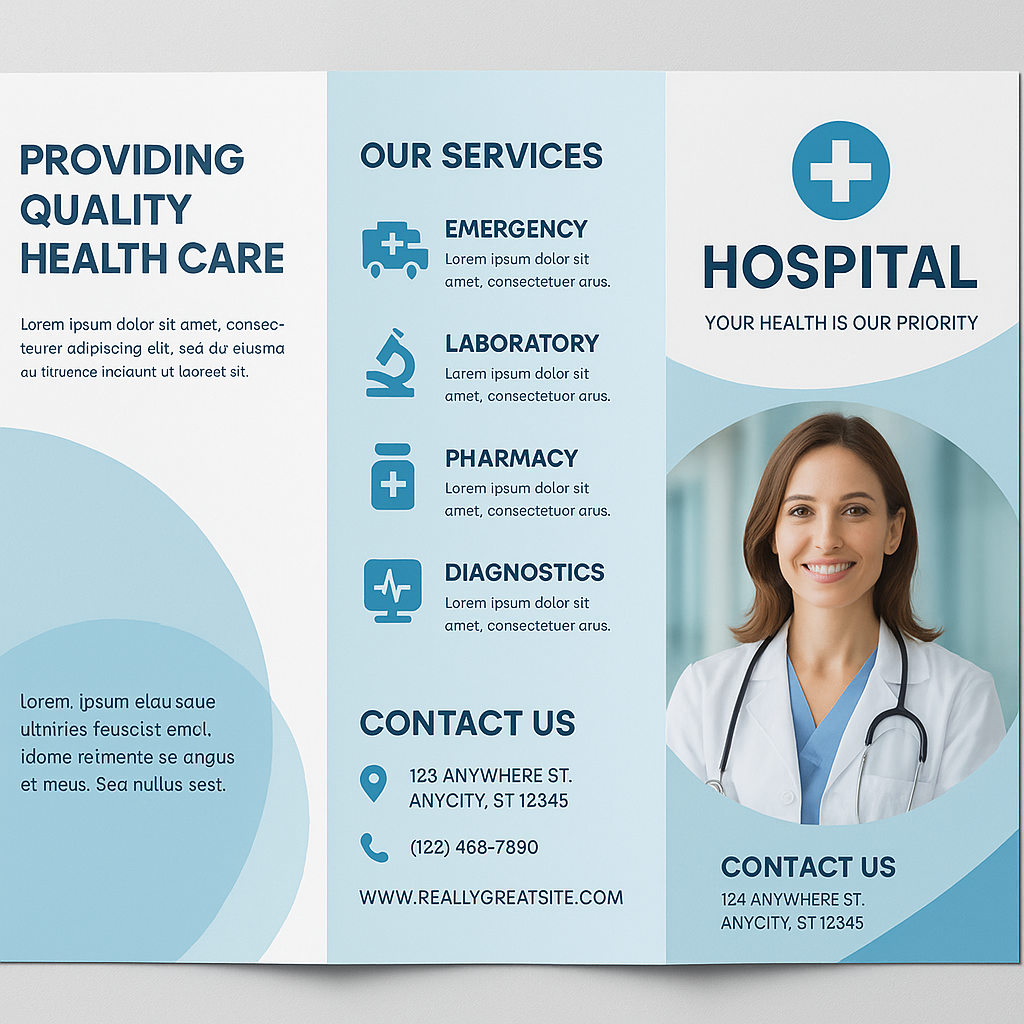 PROVIDING
QUALITY
HEALTH CARE
Lorem ipsum dolor sit amet, consec-
teurer adipiscing elit, seá du eiusma
au titruence inciaunt ut laoreet sit.
Lorem, ipsum elau saue
ultniries feuscist emcl,
idome reimente se angus
et meus. Sea nullus sest.
OUR SERVICES
EMERGENCY
Lorem ipsum dolor sit
amet, consectetuer arus.
LABORATORY
Larem ipsum dolor sit
amet, consectetuor arus.
PHARMACY
Lorem ipsum dolor sit
amet, consectetuor arus.
DIAGNOSTICS
Lorem ipsum dolor sit
amet, consectetuer arus.
CONTACT US
123 ANYWHERE ST.
ANYCITY, ST 12345
(122) 468-7890
WWW.REALLYGREATSITE.COM
HOSPITAL
YOUR HEALTH IS OUR PRIORITY
CONTACT US
124 ANYWHERE ST.
ANYCITY, ST 12345